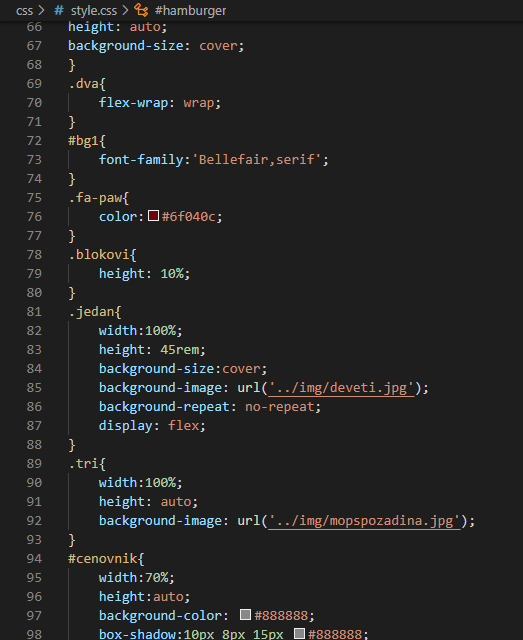 css > # style.css > #hamburger
66 height: auto;
67 background-size: cover;
68 }
69 .dva{
70 flex-wrap: wrap;
71 }
72 #bg1{
73 font-family:'Bellefair,serif';
74 }
75 .fa-paw{
76 color: #6f040c;
77 }
78 .blokovi{
79 height: 10%;
80 }
81 .jedan{
82 width:100%;
83 height: 45rem;
84 background-size:cover;
85 background-image: url('../img/deveti.jpg');
86 background-repeat: no-repeat;
87 display: flex;
88 }
89 .tri{
90 width:100%;
91 height: auto;
92 background-image: url('../img/mopspozadina.jpg');
93 }
94 #cenovnik{
95 width:70%;
96 height:auto;
97 background-color: #888888;
98 box-shadow:10px 8px 15px #888888;